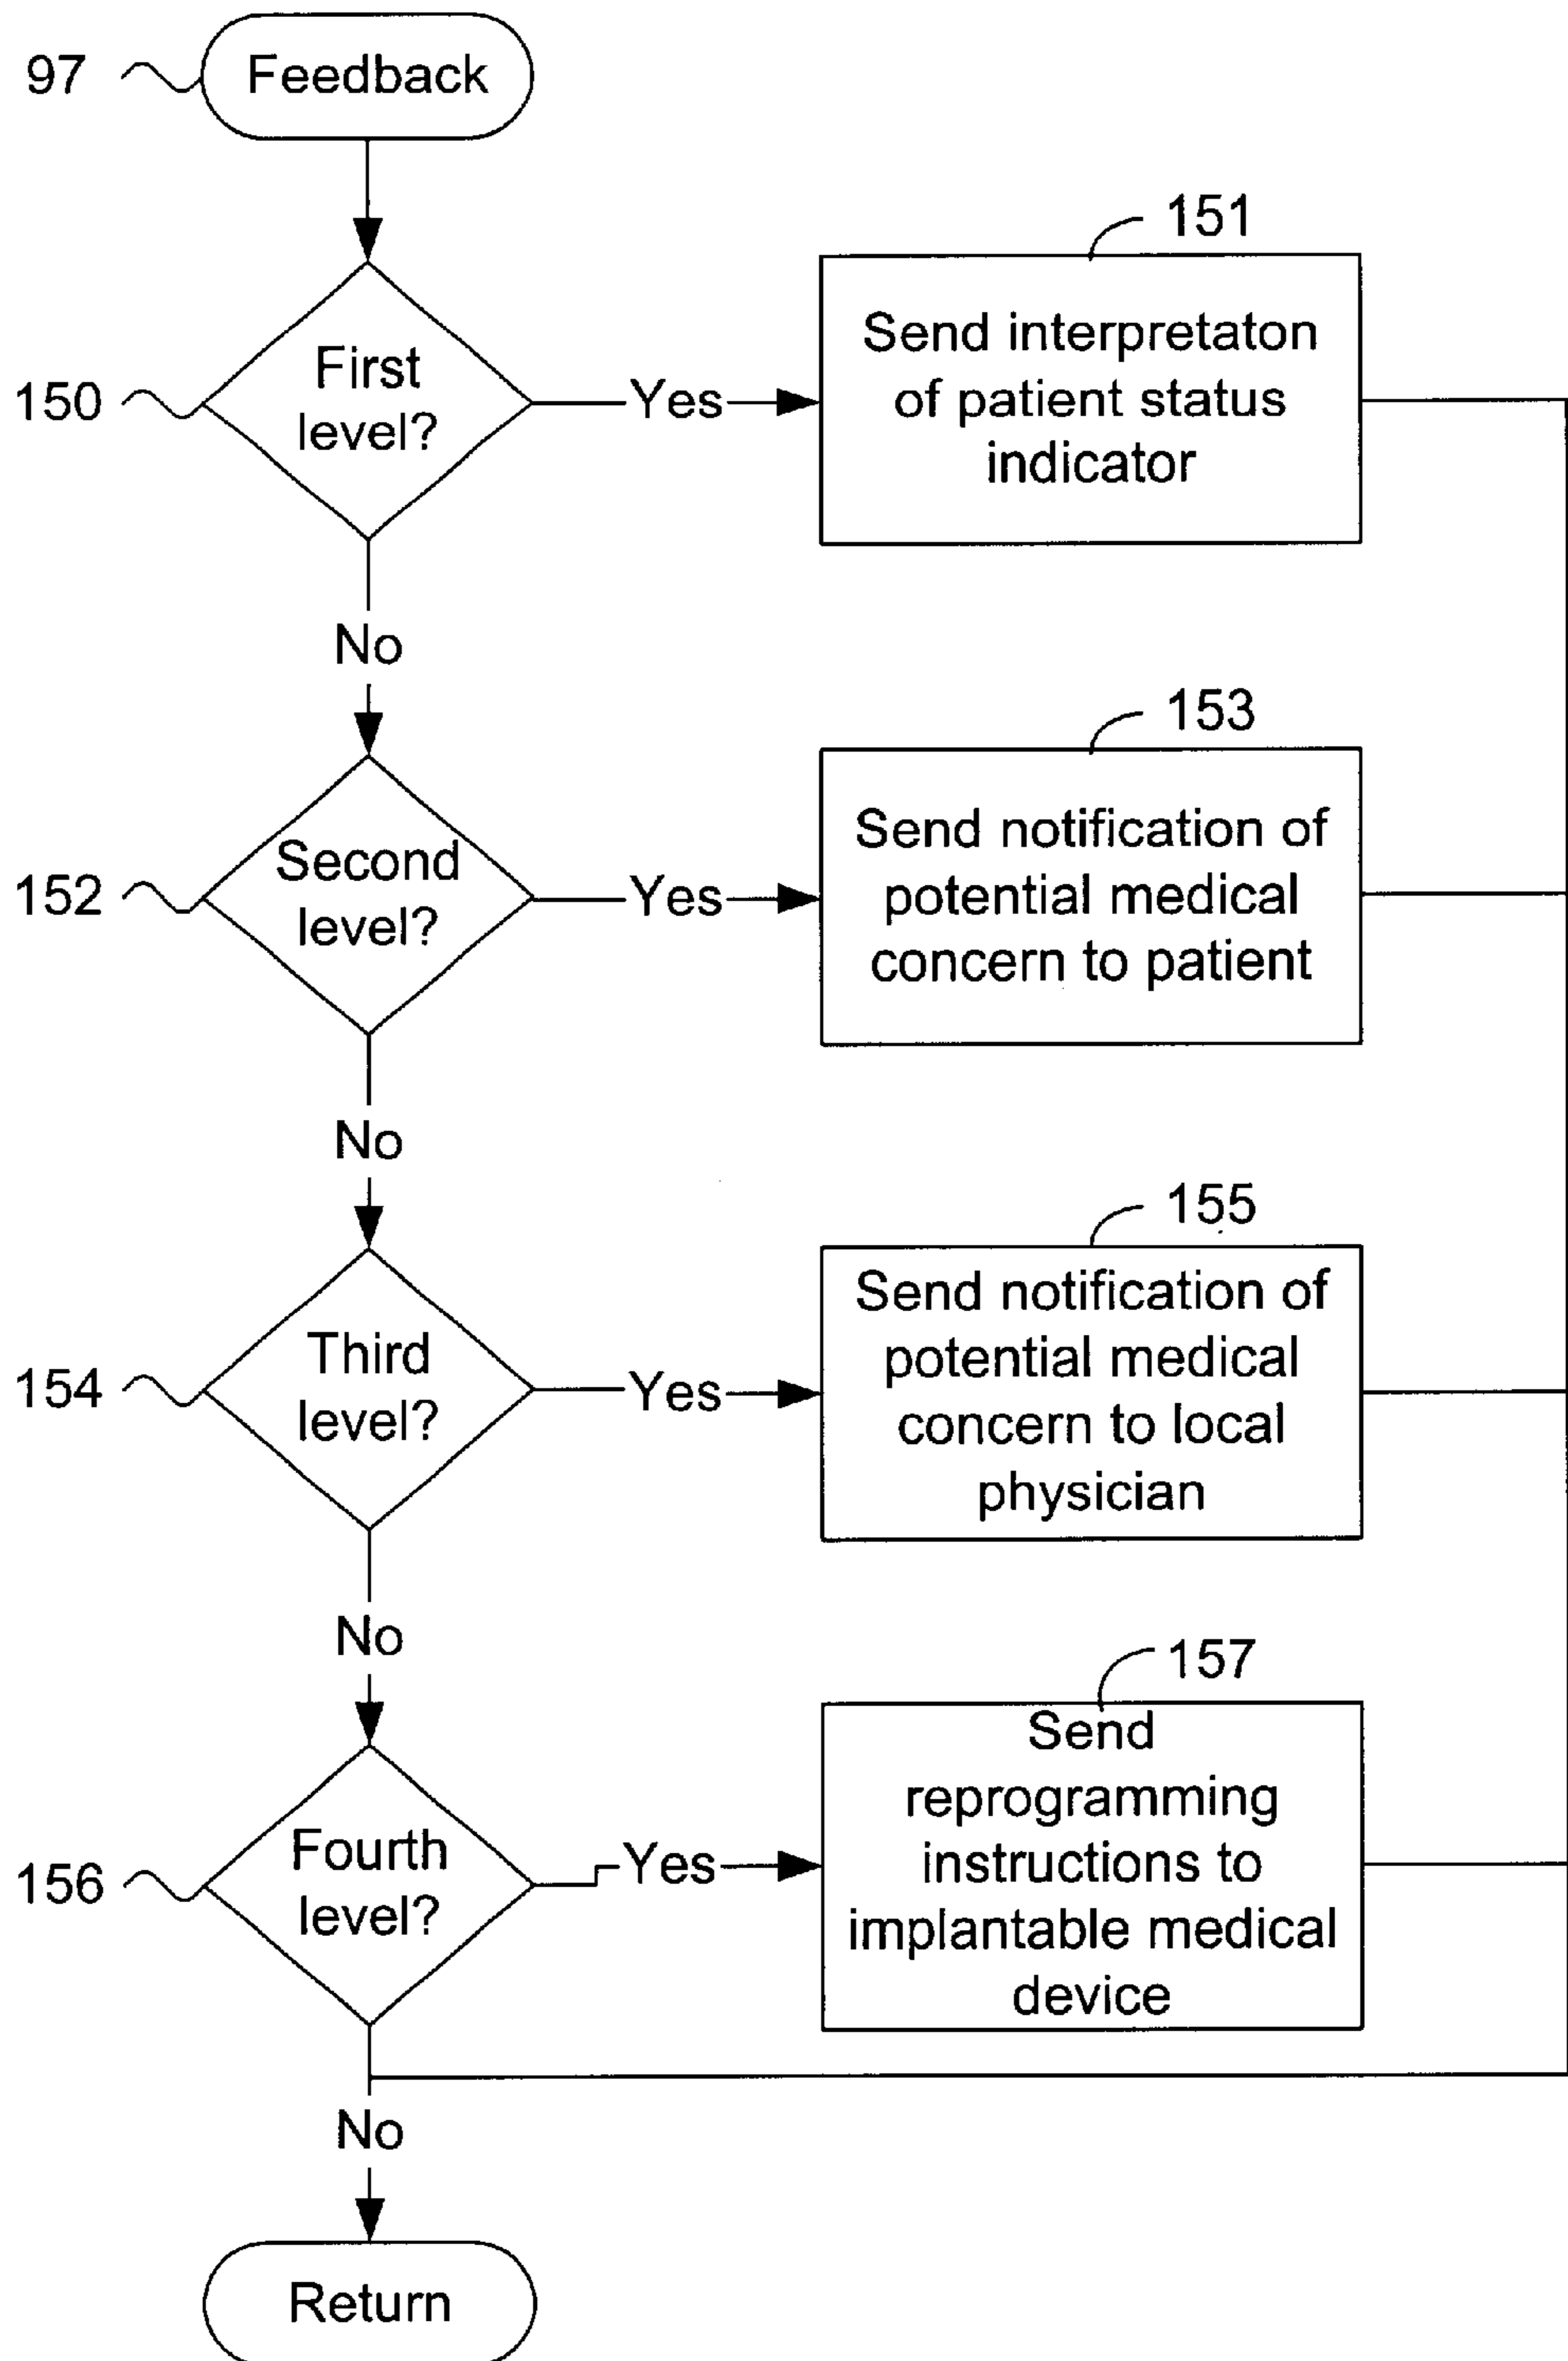 97
Feedback
151
150
First
level?
Yes
Send interpretaton
of patient status
indicator
No
153
152
Second
level?
Yes
Send notification of
potential medical
concern to patient
No
155
154
Third
level?
Yes
Send notification of
potential medical
concern to local
physician
No
157
156
Fourth
level?
Yes
Send
reprogramming
instructions to
implantable medical
device
No
Return